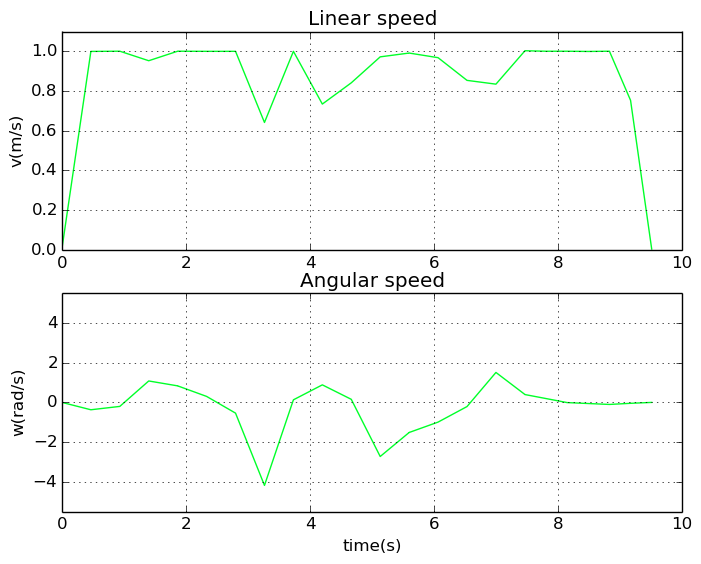 Linear speed
1.0
0.8
0.6
0.4
0.2
0.0
v(m/s)
0 2 4 6 8 10
Angular speed
4
2
0
−2
−4
w(rad/s)
0 2 4 6 8 10
time(s)